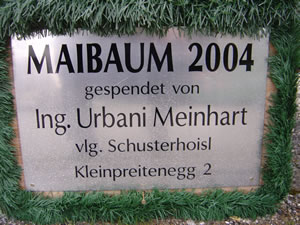 MAIBAUM 2004
gespendet von
Ing. Urbani Meinhart
vlg. Schusterhoisl
Kleinpreitenegg 2